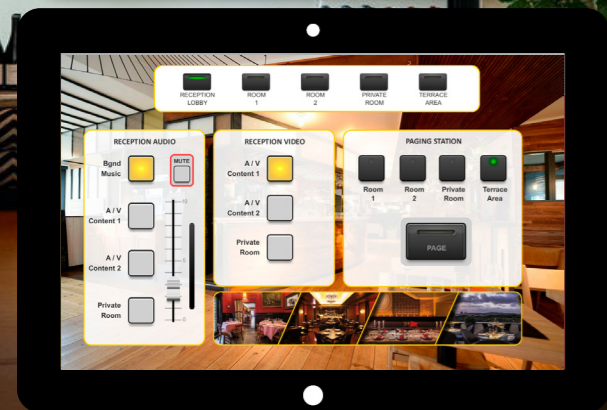 RECEPTION
LOBBY
ROOM
1
ROOM
2
PRIVATE
ROOM
TERRACE
AREA
RECEPTION AUDIO
Bgnd
Music
MUTE
A / V
Content 1
A / V
Content 2
Private
Room
RECEPTION VIDEO
A / V
Content 1
A / V
Content 2
Private
Room
PAGING STATION
Room
1
Room
2
Private
Room
Terrace
Area
PAGE